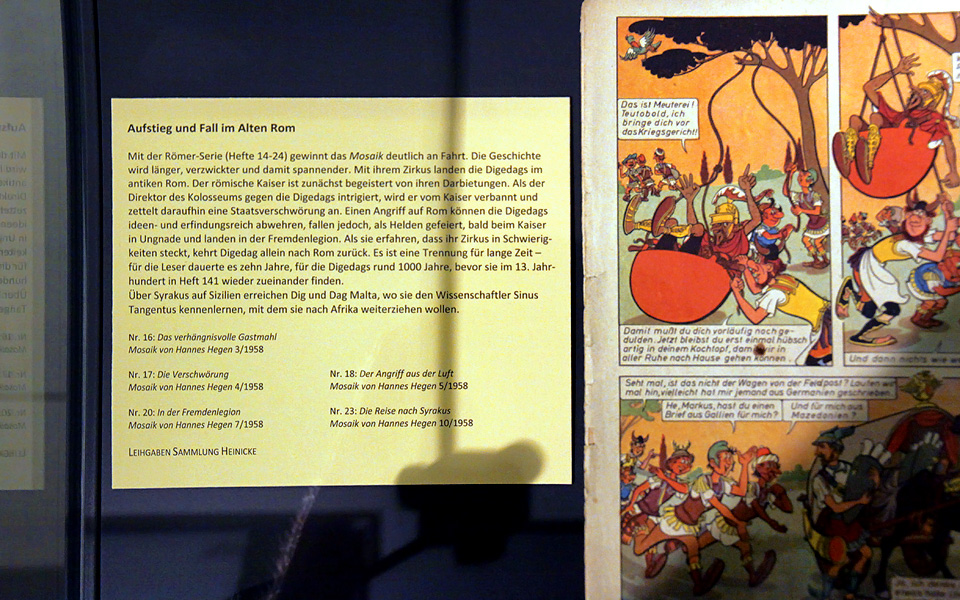 Aufstieg und Fall im Alten Rom
Mit der Römer-Serie (Hefte 14-24) gewinnt das Mosaik deutlich an Fahrt. Die Geschichte
wird länger, verzwickter und damit spannender. Mit ihrem Zirkus landen die Digedags im
antiken Rom. Der römische Kaiser ist zunächst begeistert von ihren Darbietungen. Als der
Direktor des Kolosseums gegen die Digedags intrigiert, wird er vom Kaiser verbannt und
zettelt daraufhin eine Staatsverschwörung an. Einen Angriff auf Rom können die Digedags
ideen- und erfindungsreich abwehren, fallen jedoch, als Helden gefeiert, bald beim Kaiser
in Ungnade und landen in der Fremdenlegion. Als sie erfahren, dass ihr Zirkus in Schwierig-
keiten steckt, kehrt Digedag allein nach Rom zurück. Es ist eine Trennung für lange Zeit –
für die Leser dauerte es zehn Jahre, für die Digedags rund 1000 Jahre, bevor sie im 13. Jahr-
hundert in Heft 141 wieder zueinander finden.
Über Syrakus auf Sizilien erreichen Dig und Dag Malta, wo sie den Wissenschaftler Sinus
Tangentus kennenlernen, mit dem sie nach Afrika weiterziehen wollen.
Nr. 16: Das verhängnisvolle Gastmahl
Mosaik von Hannes Hegen 3/1958
Nr. 17: Die Verschwörung
Mosaik von Hannes Hegen 4/1958
Nr. 18: Der Angriff aus der Luft
Mosaik von Hannes Hegen 5/1958
Nr. 20: In der Fremdenlegion
Mosaik von Hannes Hegen 7/1958
Nr. 23: Die Reise nach Syrakus
Mosaik von Hannes Hegen 10/1958
LEIHGABEN SAMMLUNG HEINICKE
Das ist Meuterei!
Teutobold, ich
bringe dich vor
das Kriegsgericht!
Damit mußt du dich vorläufig noch ge-
dulden. Jetzt bleibst du erst einmal hübsch
artig in deinem Kochtopf, damit wir in
aller Ruhe nach Hause gehen können.
Und dann nichts wie
Seht mal, ist das nicht der Wagen von der Feldpost? Laufen wir
mal hin, vielleicht hat mir jemand aus Germanien geschrieben.
He, Markus, hast du einen
Brief aus Gallien für mich?
Und für mich aus
Mazedonien?